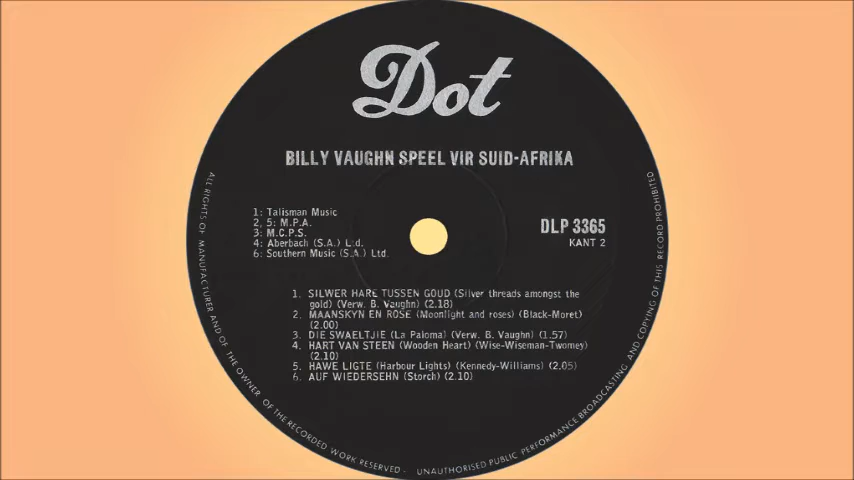 Dot
BILLY VAUGHN SPEEL VIR SUID-AFRIKA
1: Talisman Music
2, 5: M.P.A.
3: M.C.P.S.
4: Aberbach (S.A.) Ltd.
6: Southern Music (S.A.) Ltd.
DLP 3365
KANT 2
1. SILWER HARE TUSSEN GOUD (Silver threads amongst the
gold) (Verw. B. Vaughn) (2.18)
2. MAANSKYN EN ROSE (Moonlight and roses) (Black-Moret)
(2.00)
3. DIE SWAELTJIE (La Paloma) (Verw. B. Vaughn) (1.57)
4. HART VAN STEEN (Wooden Heart) (Wise-Wiseman-Twomey)
(2.10)
5. HAWE LIGTE (Harbour Lights) (Kennedy-Williams) (2.05)
6. AUF WIEDERSEHN (Storch) (2.10)
ALL RIGHTS OF MANUFACTURER AND OF THE OWNER OF THE RECORDED WORK RESERVED - UNAUTHORISED PUBLIC PERFORMANCE BROADCASTING AND COPYING OF THIS RECORD PROHIBITED